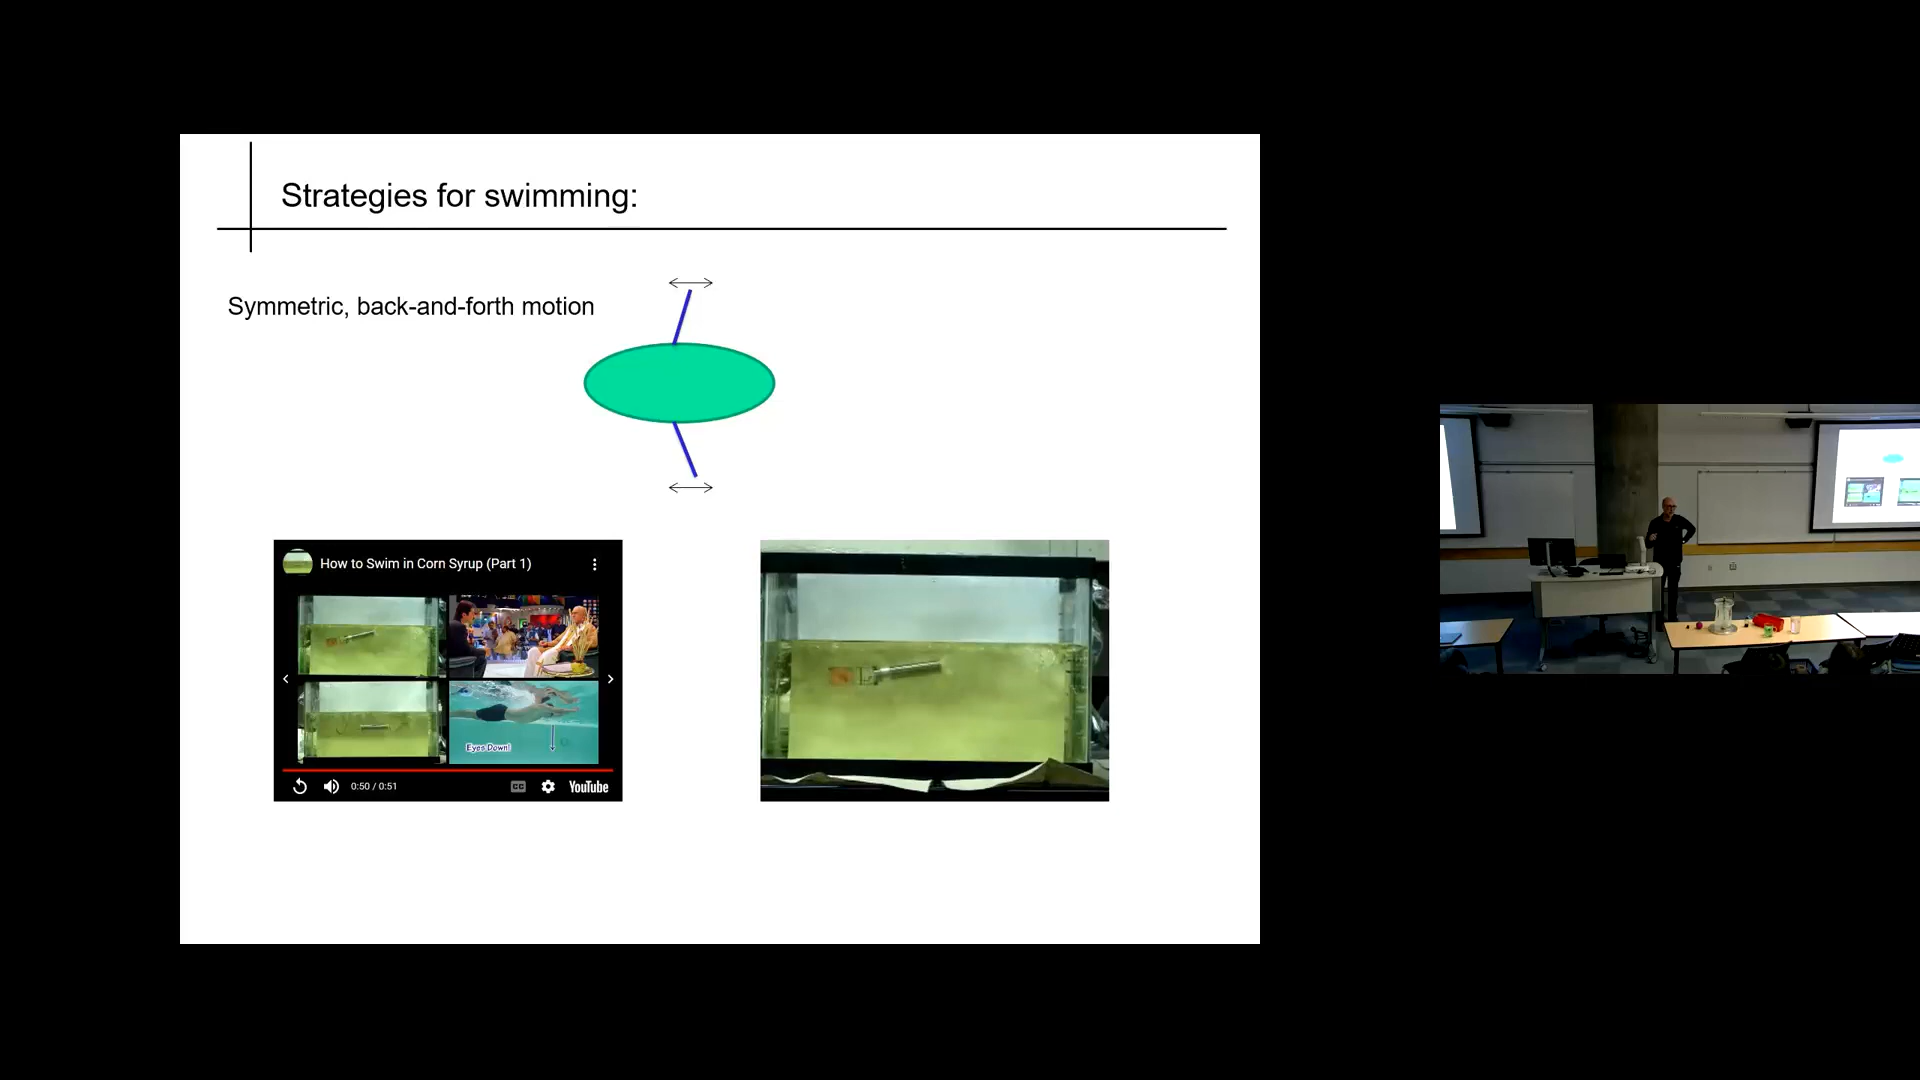 Strategies for swimming:
Symmetric, back-and-forth motion
How to Swim in Corn Syrup (Part 1)
Eyes Down!
0:50 / 0:51
CC
YouTube